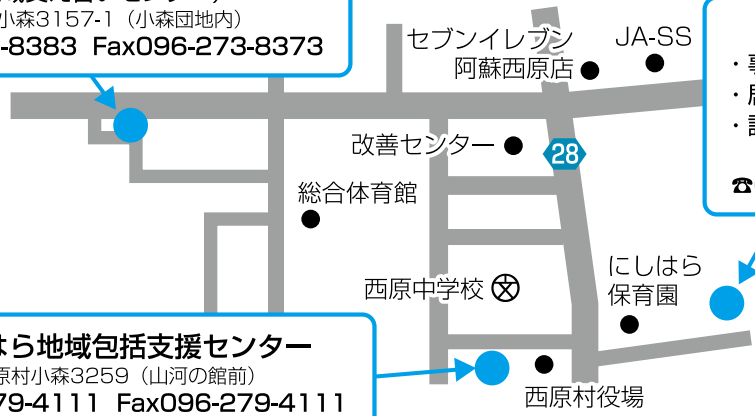 小森3157-1（小森団地内）
-8383 Fax096-273-8373
セブンイレブン
阿蘇西原店
JA-SS
改善センター
28
総合体育館
西原中学校
文
にしはら
保育園
はら地域包括支援センター
原村小森3259（山河の館前）
79-4111 Fax096-279-4111
西原村役場
☎